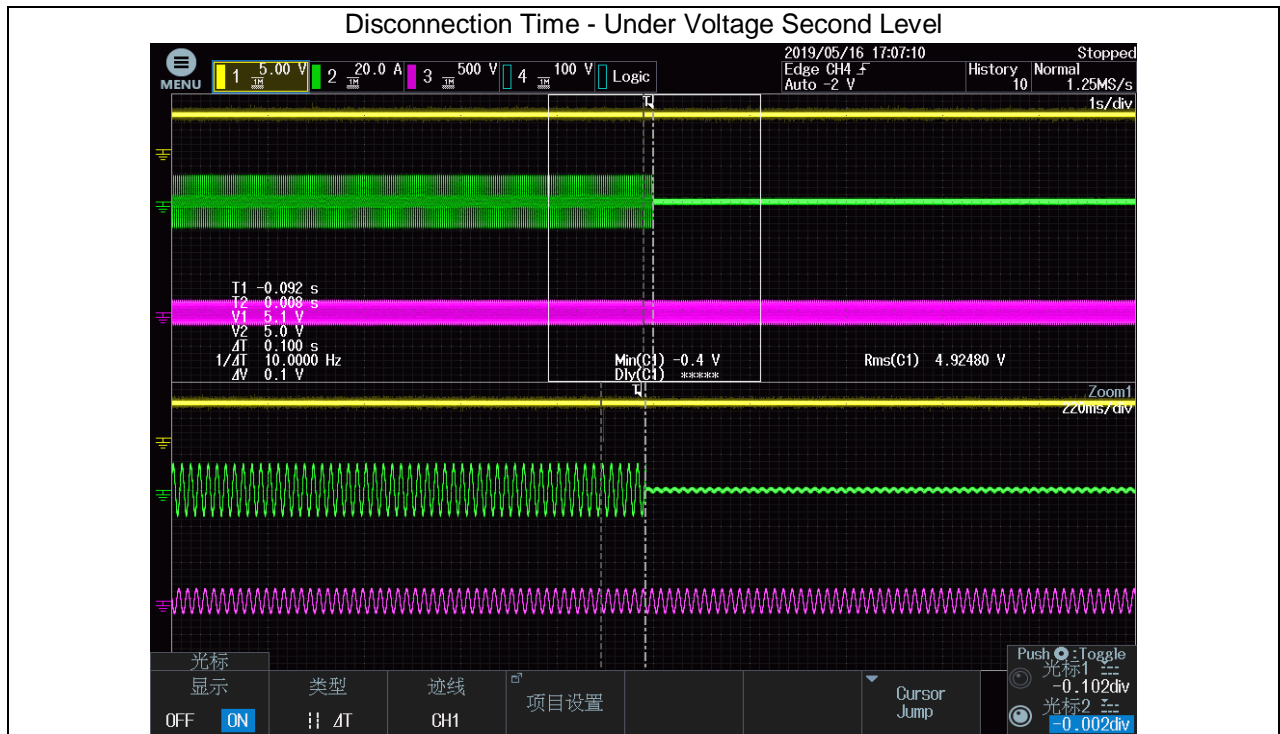 Disconnection Time - Under Voltage Second Level
2019/05/16 17:07:10 Stopped
MENU 1 1M 5.00 V 2 1M 20.0 A 3 1M 500 V 4 1M 100 V Logic Edge CH4 History Normal
Auto -2 V 10 1.25MS/s
T 1s/div
T1 -0.092 s
T2 0.008 s
V1 5.1 V
V2 5.0 V
⊿T 0.100 s
1/⊿T 10.0000 Hz Min(C1) -0.4 V Rms(C1) 4.92480 V
⊿V 0.1 V Dly(C1) *****
T Zoom1
220ms/div
光标 Push :Toggle
显示 类型 迹线 项目设置 Cursor Jump 光标1
-0.102div
OFF ON ⊿T CH1 光标2
-0.002div